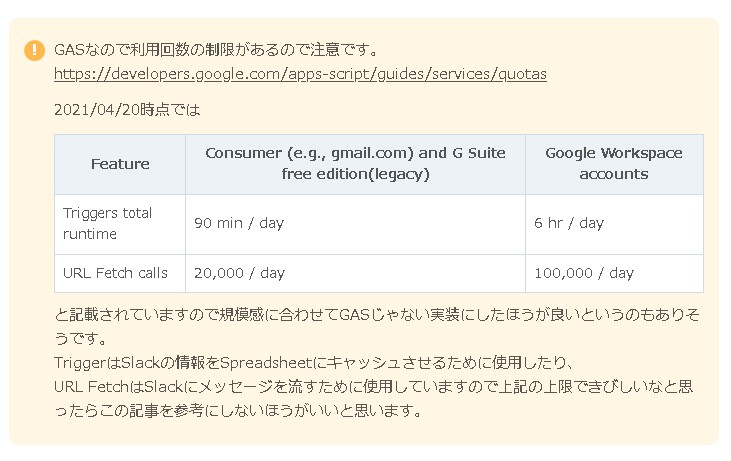 GASなので利用回数の制限があるので注意です。
https://developers.google.com/apps-script/guides/services/quotas
2021/04/20時点では
Feature
Consumer (e.g., gmail.com) and G Suite
free edition(legacy)
Google Workspace
accounts
Triggers total
runtime
90 min / day
6 hr / day
URL Fetch calls
20,000 / day
100,000 / day
と記載されていますので規模感に合わせてGASじゃない実装にしたほうが良いというのもありそ
うです。
TriggerはSlackの情報をSpreadsheetにキャッシュさせるために使用したり、
URL FetchはSlackにメッセージを流すために使用していますので上記の上限できびしいなと思
ったらこの記事を参考にしないほうがいいと思います。